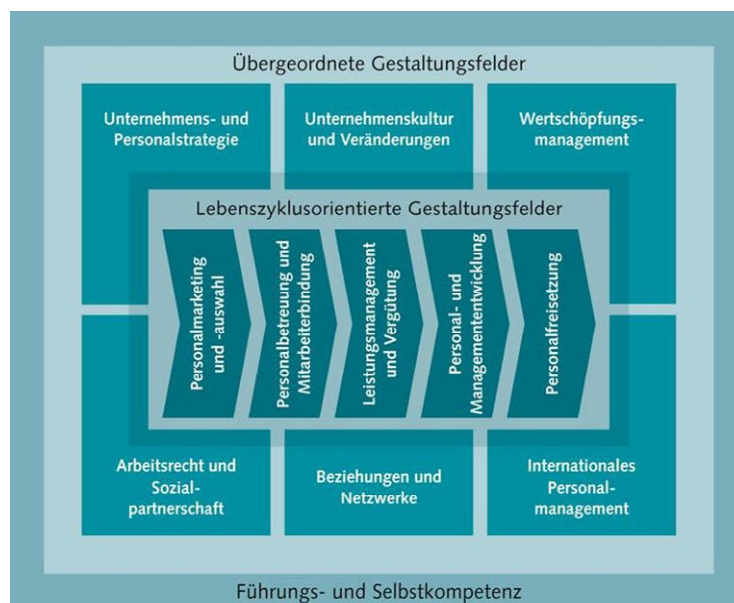 Übergeordnete Gestaltungsfelder
Unternehmens- und
Personalstrategie
Unternehmenskultur
und Veränderungen
Wertschöpfungs-
management
Lebenszyklusorientierte Gestaltungsfelder
Personalmarketing
und -auswahl
Personalbetreuung und
Mitarbeiterbindung
Leistungsmanagement
und Vergütung
Personal- und
Managemententwicklung
Personalfreisetzung
Arbeitsrecht und
Sozial-
partnerschaft
Beziehungen und
Netzwerke
Internationales
Personal-
management
Führungs- und Selbstkompetenz